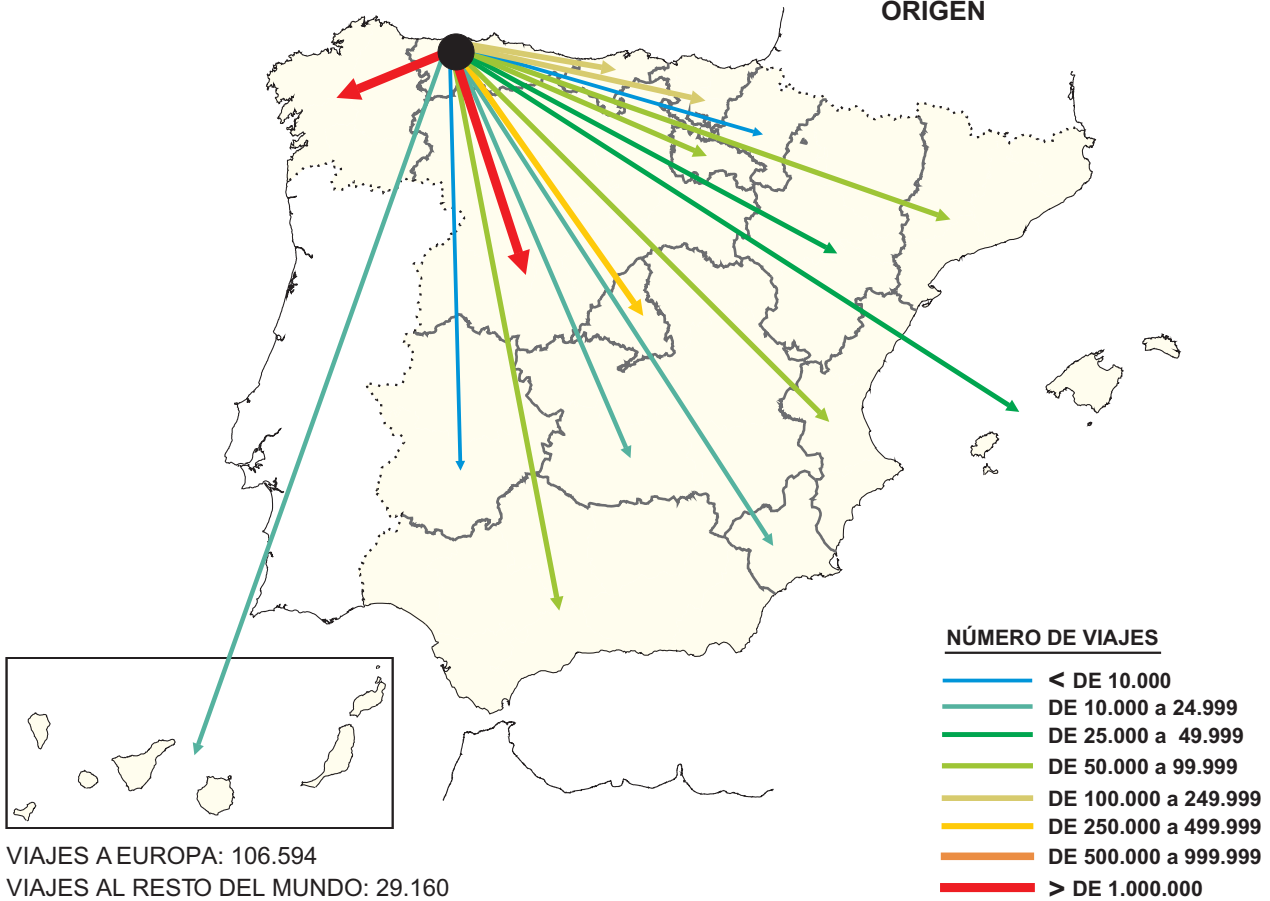 ORIGEN
NÚMERO DE VIAJES
< DE 10.000
DE 10.000 a 24.999
DE 25.000 a 49.999
DE 50.000 a 99.999
DE 100.000 a 249.999
DE 250.000 a 499.999
DE 500.000 a 999.999
> DE 1.000.000
VIAJES A EUROPA: 106.594
VIAJES AL RESTO DEL MUNDO: 29.160